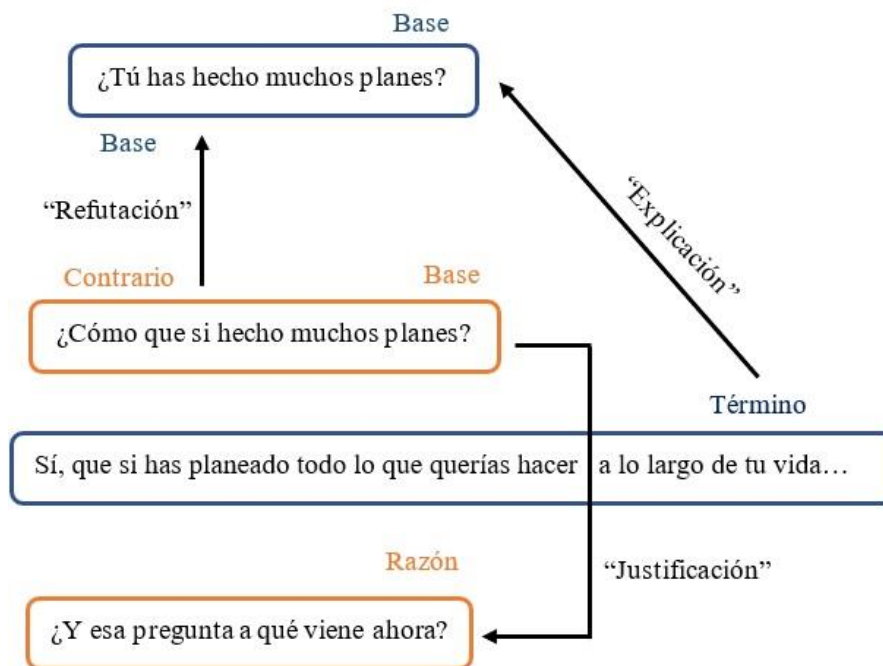 Base
¿Tú has hecho muchos planes?
Base
“Refutación”
“Explicación”
Contrario
Base
¿Cómo que si hecho muchos planes?
Término
Sí, que si has planeado todo lo que querías hacer a lo largo de tu vida…
Razón
“Justificación”
¿Y esa pregunta a qué viene ahora?